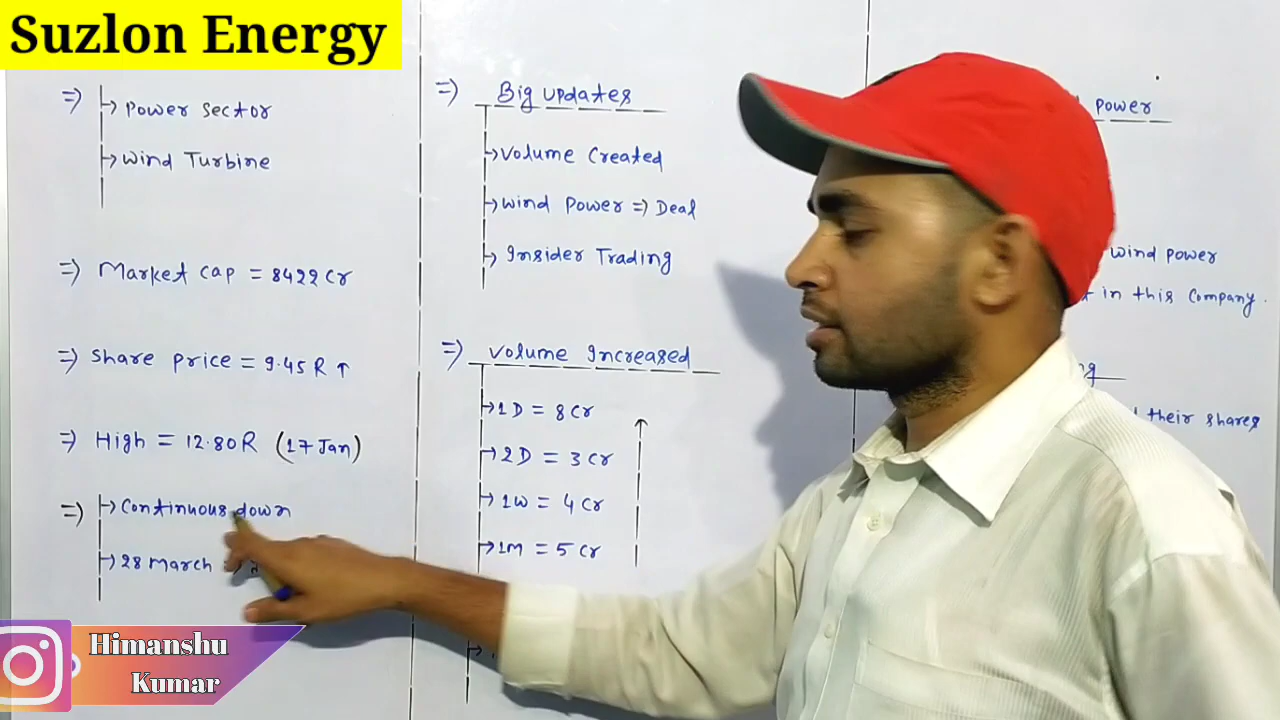 Suzlon Energy
=> → Power Sector
→ Wind Turbine
=> Market Cap = 8422 Cr
=> Share Price = 9.45 R ↑
=> High = 12.80 R (17 Jan)
=> → Continuous down
→ 28 March
=> Big Updates
→ Volume Created
→ Wind Power => Deal
→ Insider Trading
=> Volume Increased
→ 1D = 8 Cr
→ 2D = 3 Cr
→ 1W = 4 Cr
→ 1M = 5 Cr
Power
wind power
in this Company.
their shares
Himanshu
Kumar